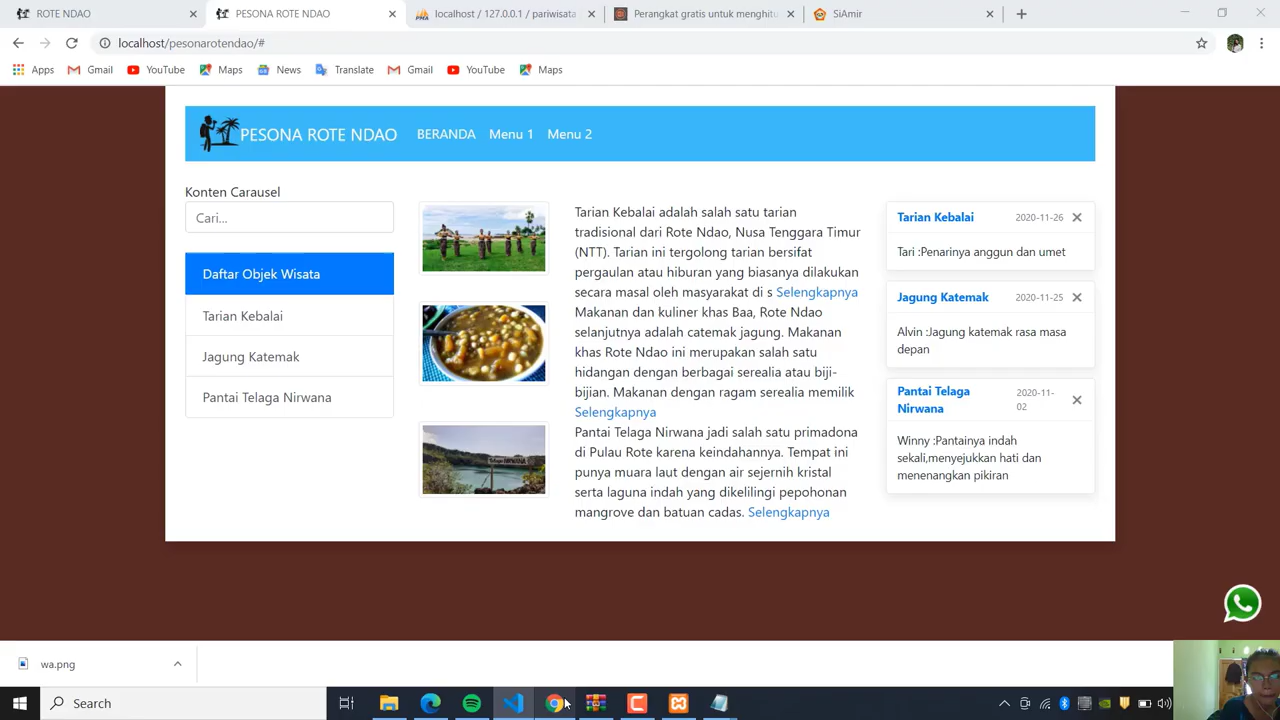 ROTE NDAO
PESONA ROTE NDAO
localhost / 127.0.0.1 / pariwisata
Perangkat gratis untuk menghitu
SiAmir
localhost/pesonarotendao/#
Apps
Gmail
YouTube
Maps
News
Translate
Gmail
YouTube
Maps
PESONA ROTE NDAO
BERANDA
Menu 1
Menu 2
Konten Carausel
Cari...
Daftar Objek Wisata
Tarian Kebalai
Jagung Katemak
Pantai Telaga Nirwana
Tarian Kebalai adalah salah satu tarian
tradisional dari Rote Ndao, Nusa Tenggara Timur
(NTT). Tarian ini tergolong tarian bersifat
pergaulan atau hiburan yang biasanya dilakukan
secara masal oleh masyarakat di s Selengkapnya
Makanan dan kuliner khas Baa, Rote Ndao
selanjutnya adalah catemak jagung. Makanan
khas Rote Ndao ini merupakan salah satu
hidangan dengan berbagai serealia atau biji-
bijian. Makanan dengan ragam serealia memilik
Selengkapnya
Pantai Telaga Nirwana jadi salah satu primadona
di Pulau Rote karena keindahannya. Tempat ini
punya muara laut dengan air sejernih kristal
serta laguna indah yang dikelilingi pepohonan
mangrove dan batuan cadas. Selengkapnya
Tarian Kebalai
2020-11-26
Tari :Penarinya anggun dan umet
Jagung Katemak
2020-11-25
Alvin :Jagung katemak rasa masa
depan
Pantai Telaga
Nirwana
2020-11-
02
Winny :Pantainya indah
sekali,menyejukkan hati dan
menenangkan pikiran
wa.png
Search